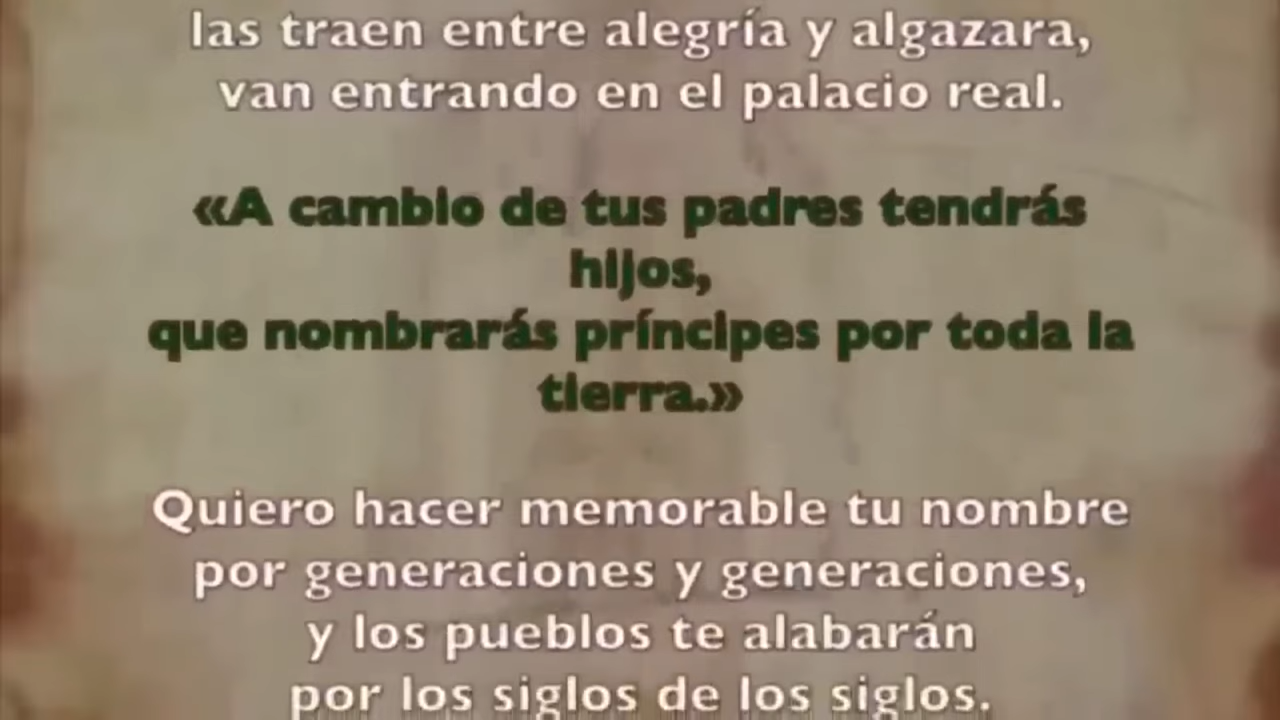 las traen entre alegría y algazara,
van entrando en el palacio real.
«A cambio de tus padres tendrás
hijos,
que nombrarás príncipes por toda la
tierra.»
Quiero hacer memorable tu nombre
por generaciones y generaciones,
y los pueblos te alabarán
por los siglos de los siglos.